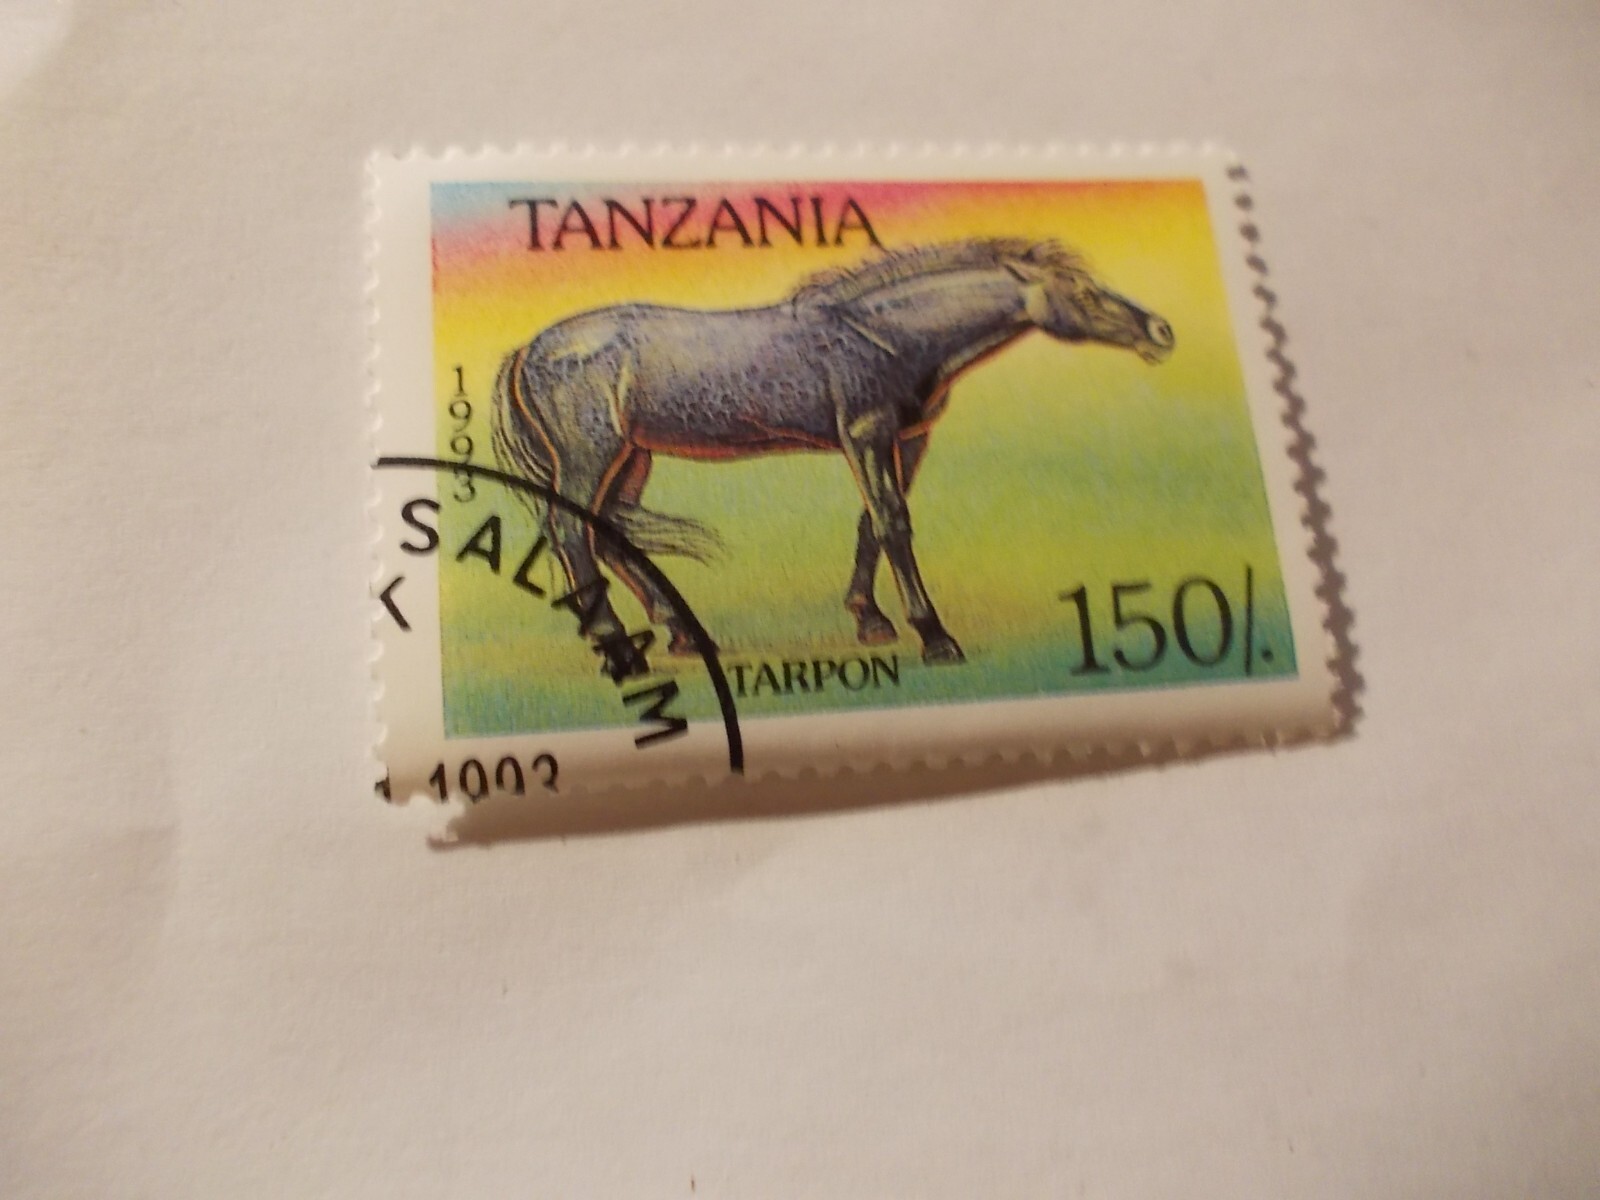 TANZANIA
1993
SALAAM
TARPON
150/.
1993